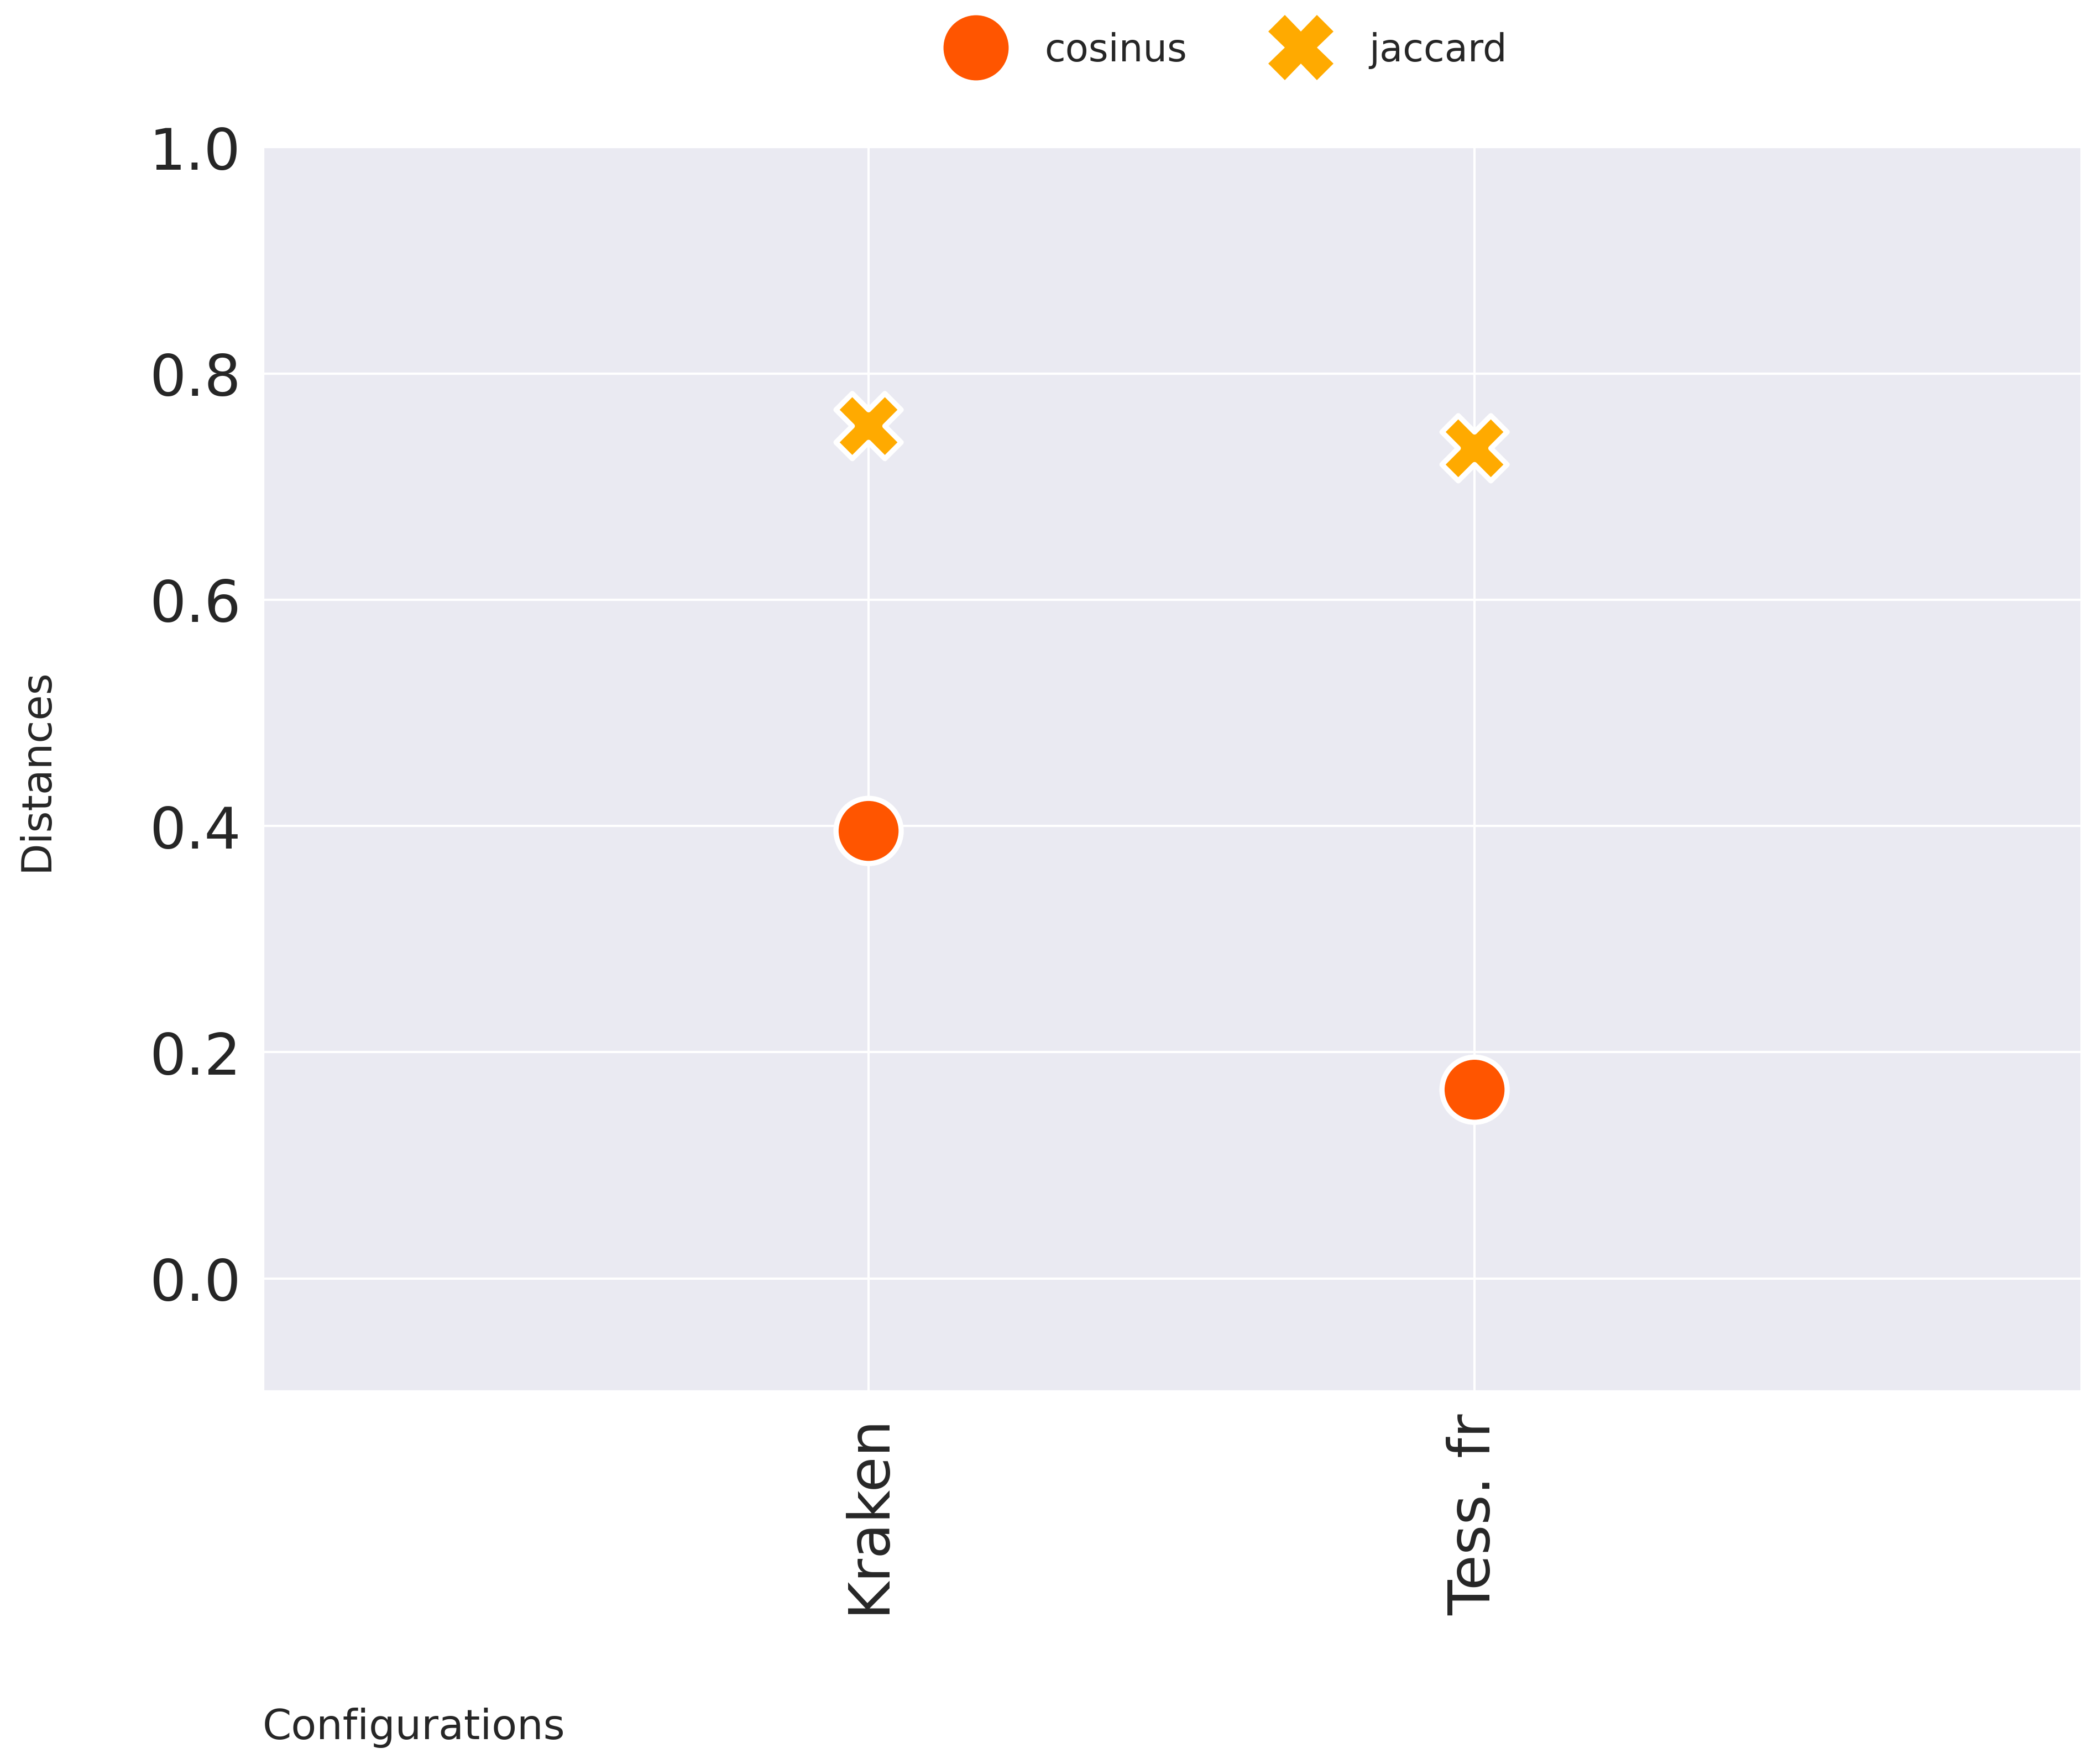 cosinus jaccard
1.0
0.8
0.6
0.4
0.2
0.0
Distances
Kraken
Tess. fr
Configurations